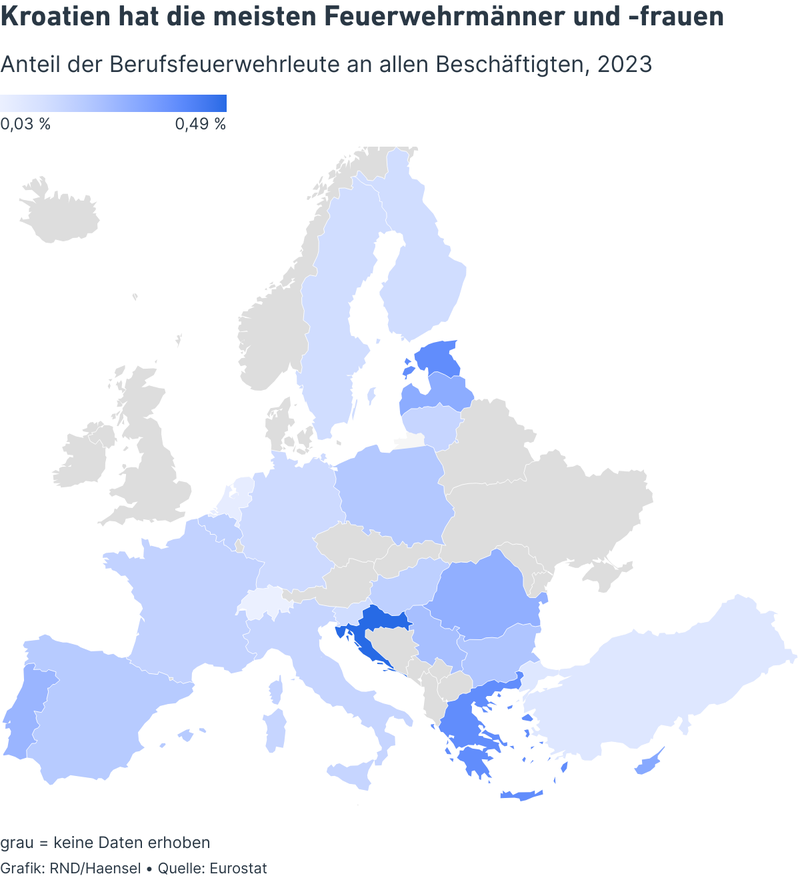 Kroatien hat die meisten Feuerwehrmänner und -frauen
Anteil der Berufsfeuerwehrleute an allen Beschäftigten, 2023
0,03 % 0,49 %
grau = keine Daten erhoben
Grafik: RND/Haensel • Quelle: Eurostat